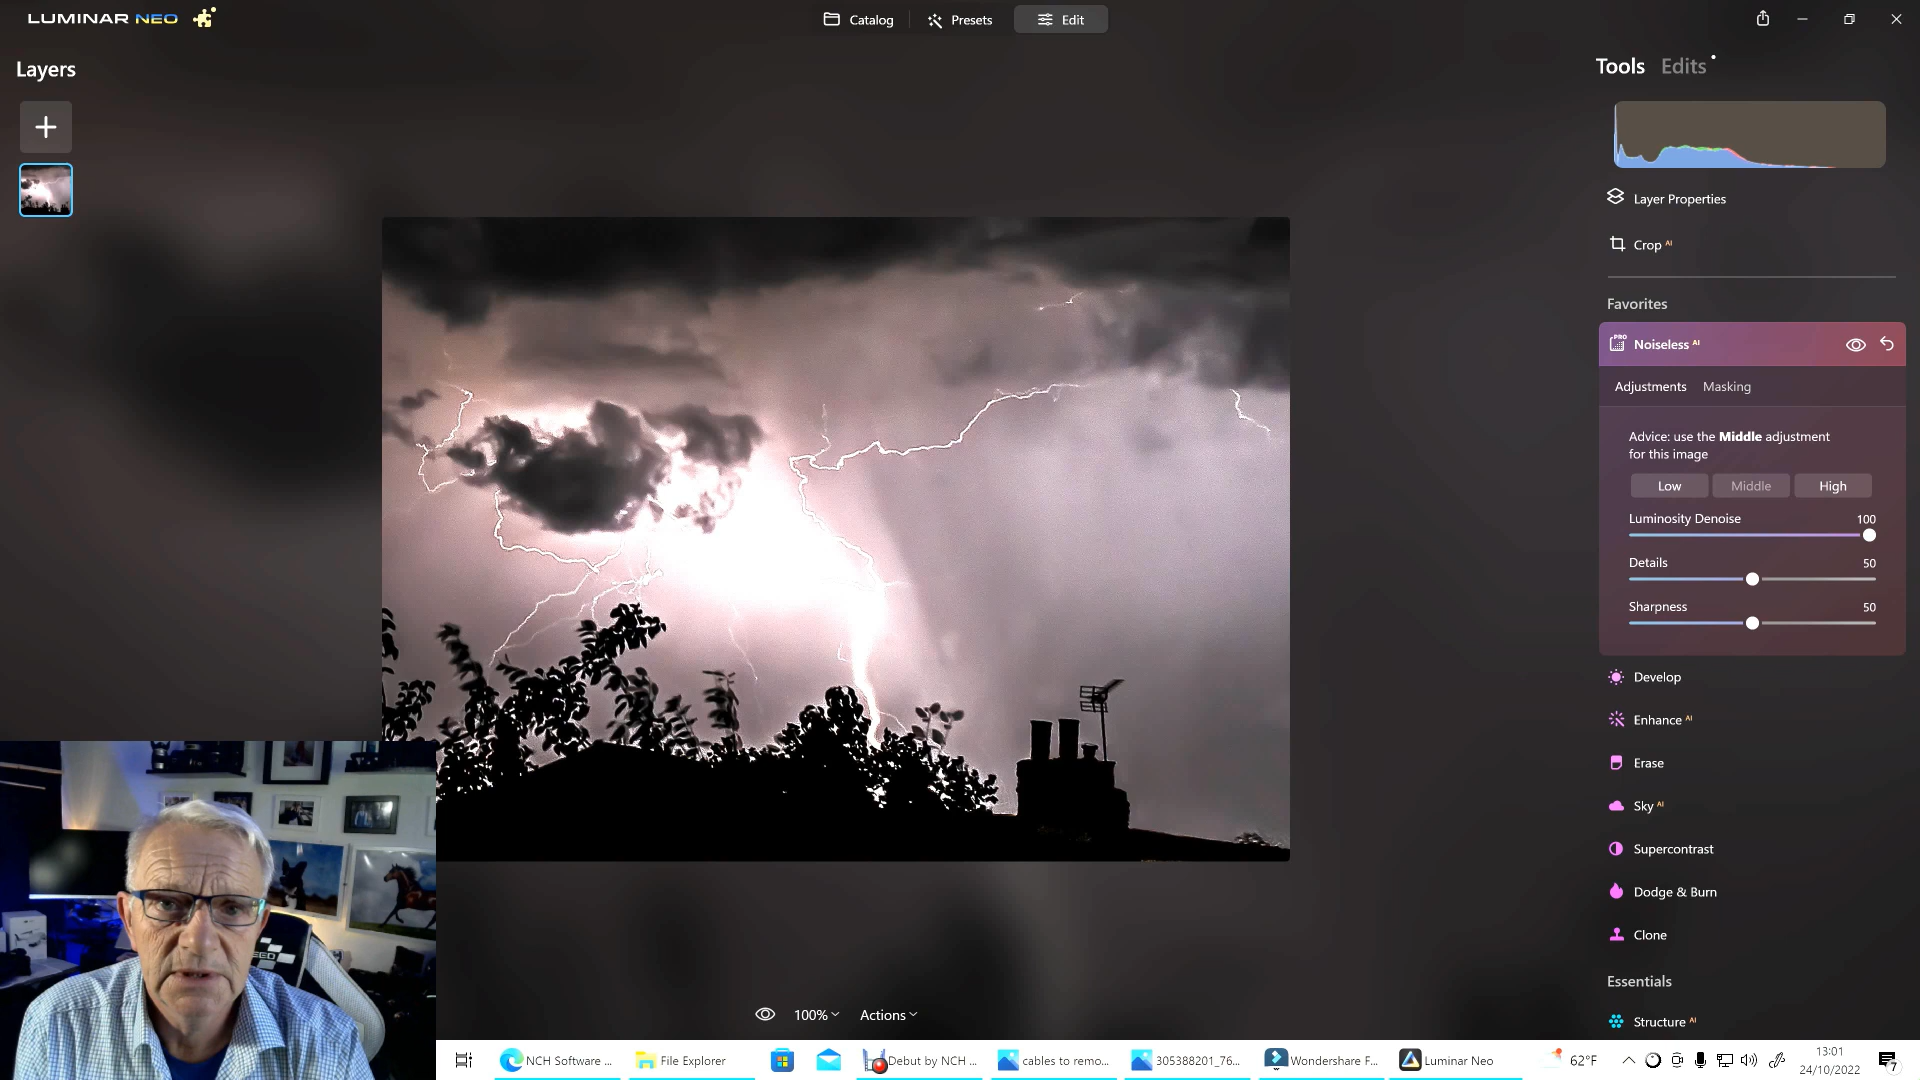 LUMINAR NEO
Catalog
Presets
Edit
Layers
Tools Edits
Layer Properties
Crop AI
Favorites
PRO
Noiseless AI
Adjustments Masking
Advice: use the Middle adjustment
for this image
Low Middle High
Luminosity Denoise 100
Details 50
Sharpness 50
Develop
Enhance AI
Erase
Sky AI
Supercontrast
Dodge & Burn
Clone
Essentials
Structure AI
100% Actions
NCH Software ...
File Explorer
Debut by NCH ...
cables to remo...
305388201_76...
Wondershare F...
Luminar Neo
62°F
13:01
24/10/2022
7